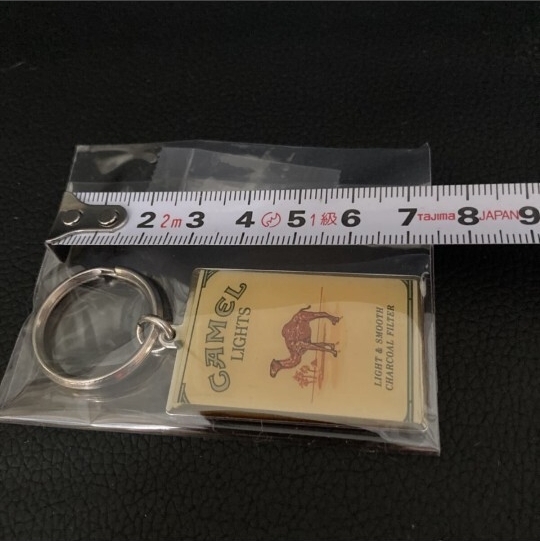 2 2m 3 4 5 1級 6 7 Tajima 8 JAPAN 9
CAMEL
LIGHTS
LIGHT & SMOOTH
CHARCOAL FILTER